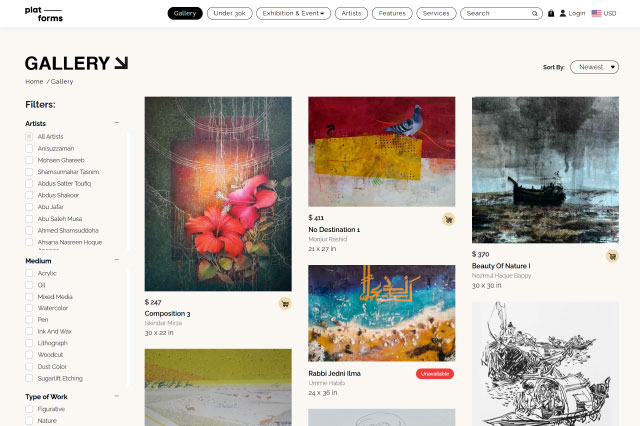 plat
forms
Gallery
Under 30k
Exhibition & Event
Artists
Features
Services
Search
Login
USD
GALLERY
Home / Gallery
Sort By:
Newest
Filters:
Artists
All Artists
Anisuzzaman
Mohsen Ghareeb
Shamsunnahar Tasnim
Abdus Satter Toufiq
Abdus Shakoor
Abu Jafar
Abu Saleh Musa
Ahmed Shamsuddoha
Ahsana Nasreen Hoque
Medium
Acrylic
Oil
Mixed Media
Watercolor
Pen
Ink And Wax
Lithograph
Woodcut
Dust Color
Sugarlift Etching
Type of Work
Figurative
Nature
$ 247
Composition 3
Iskindar Mirza
30 x 22 in
$ 411
No Destination 1
Monjur Rashid
21 x 27 in
Rabbi Jedni Ilma
Unavailable
Umme Habib
24 x 36 in
$ 370
Beauty Of Nature I
Nazmul Haque Bappy
30 x 30 in